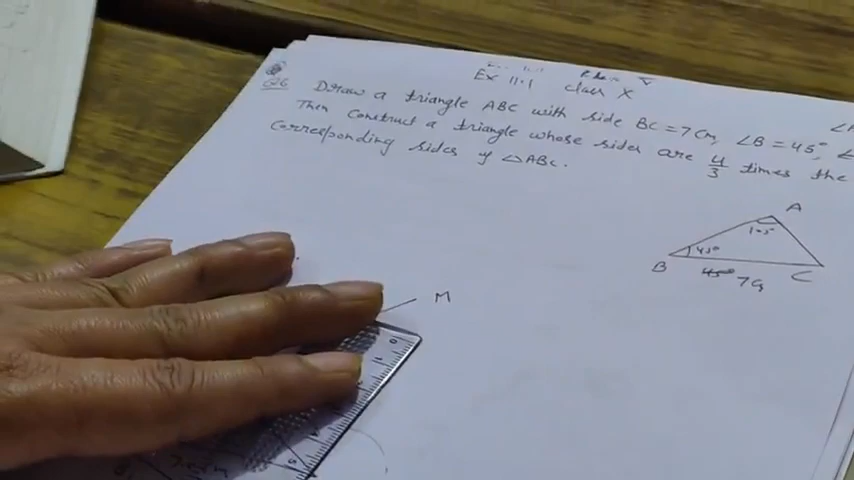 Ex 11.1 class X
Q6 Draw a triangle ABC with side BC = 7 Cm, ∠B = 45°, ∠A
Then construct a triangle whose sides are 4/3 times the
Corresponding sides of △ABC.
A
105°
45°
B
C
7 Cm
M